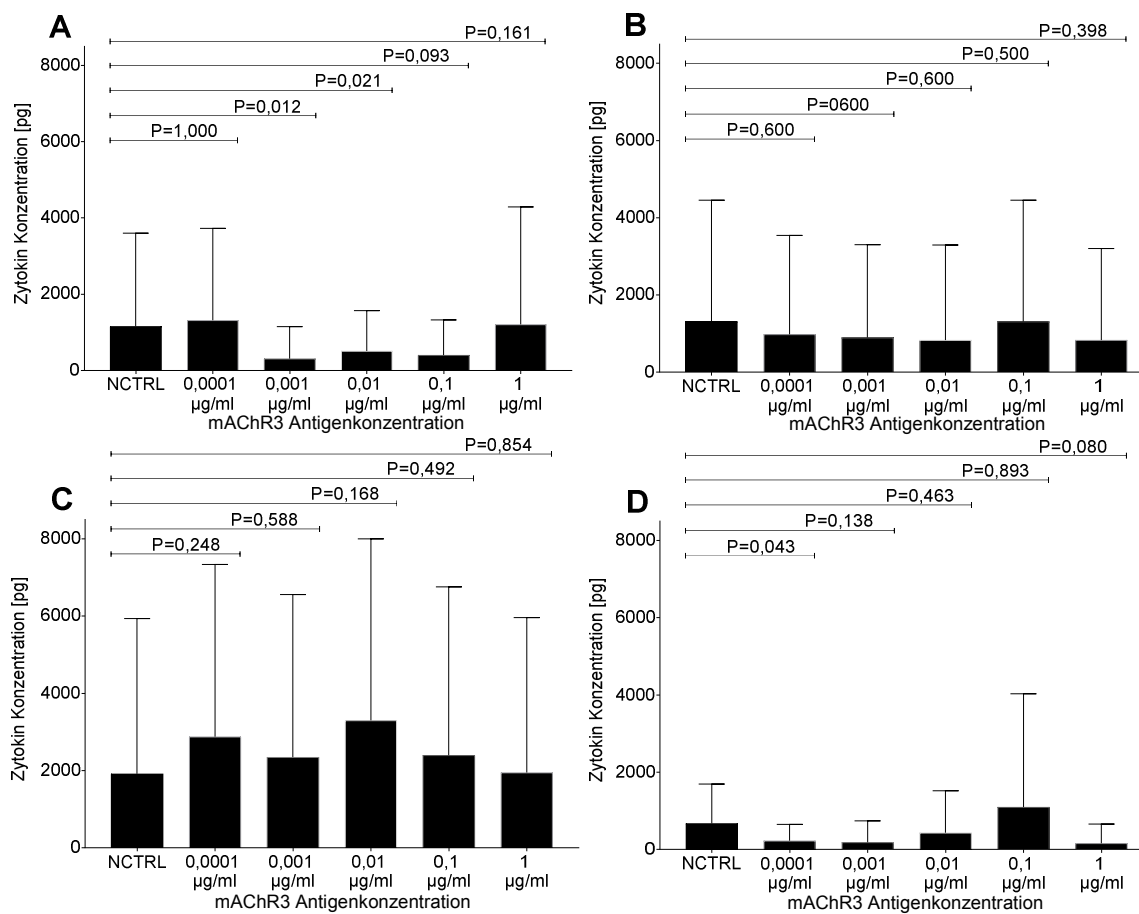 A
P=0,161
P=0,093
P=0,021
P=0,012
P=1,000
Zytokin Konzentration [pg]
8000
6000
4000
2000
0
NCTRL 0,0001 0,001 0,01 0,1 1
µg/ml µg/ml µg/ml µg/ml µg/ml
mAChR3 Antigenkonzentration
B
P=0,398
P=0,500
P=0,600
P=0600
P=0,600
Zytokin Konzentration [pg]
8000
6000
4000
2000
0
NCTRL 0,0001 0,001 0,01 0,1 1
µg/ml µg/ml µg/ml µg/ml µg/ml
mAChR3 Antigenkonzentration
C
P=0,854
P=0,492
P=0,168
P=0,588
P=0,248
Zytokin Konzentration [pg]
8000
6000
4000
2000
0
NCTRL 0,0001 0,001 0,01 0,1 1
µg/ml µg/ml µg/ml µg/ml µg/ml
mAChR3 Antigenkonzentration
D
P=0,080
P=0,893
P=0,463
P=0,138
P=0,043
Zytokin Konzentration [pg]
8000
6000
4000
2000
0
NCTRL 0,0001 0,001 0,01 0,1 1
µg/ml µg/ml µg/ml µg/ml µg/ml
mAChR3 Antigenkonzentration